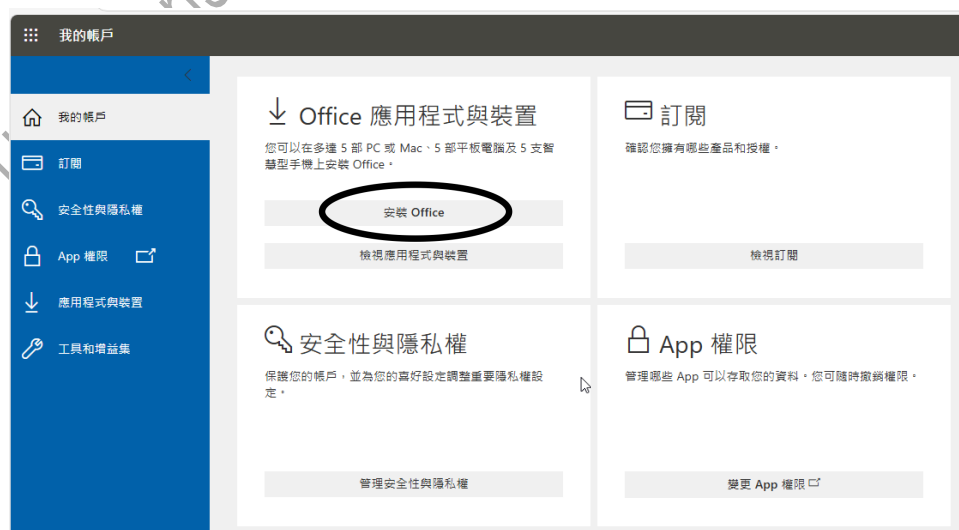 我的帳戶
我的帳戶
訂閱
安全性與隱私權
App 權限
應用程式與裝置
工具和增益集
Office 應用程式與裝置
您可以在多達 5 部 PC 或 Mac、5 部平板電腦及 5 支智
慧型手機上安裝 Office。
安裝 Office
檢視應用程式與裝置
訂閱
確認您擁有哪些產品和授權。
檢視訂閱
安全性與隱私權
保護您的帳戶，並為您的喜好設定調整重要隱私權設
定。
管理安全性與隱私權
App 權限
管理哪些 App 可以存取您的資料。您可隨時撤銷權限。
變更 App 權限